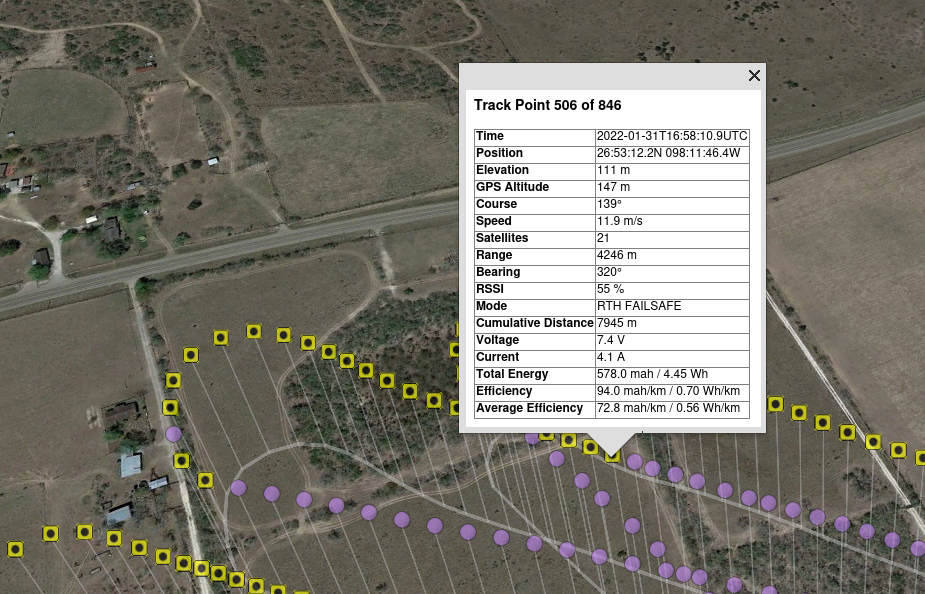 Track Point 506 of 846
Time 2022-01-31T16:58:10.9UTC
Position 26:53:12.2N 098:11:46.4W
Elevation 111 m
GPS Altitude 147 m
Course 139°
Speed 11.9 m/s
Satellites 21
Range 4246 m
Bearing 320°
RSSI 55 %
Mode RTH FAILSAFE
Cumulative Distance 7945 m
Voltage 7.4 V
Current 4.1 A
Total Energy 578.0 mah / 4.45 Wh
Efficiency 94.0 mah/km / 0.70 Wh/km
Average Efficiency 72.8 mah/km / 0.56 Wh/km